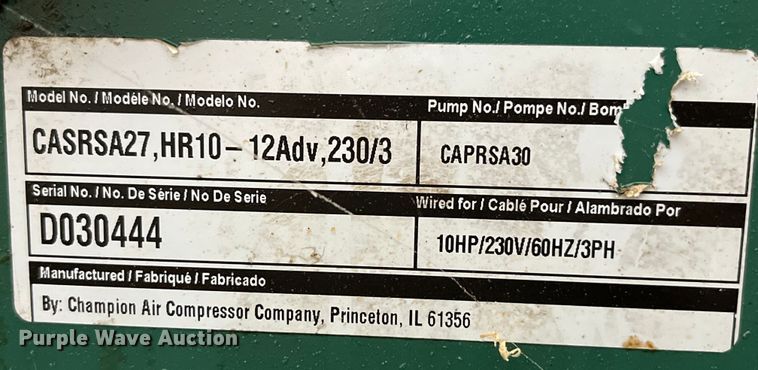 Model No. / Modéle No. / Modelo No.
Pump No./ Pompe No./
CASRSA27,HR10 – 12Adv,230/3
CAPRSA30
Serial No. / No. De Série / No De Serie
Wired for / Cablé Pour / Alambrado Por
D030444
10HP/230V/60HZ/3PH
Manufactured / Fabriqué / Fabricado
By: Champion Air Compressor Company, Princeton, IL 61356
Purple Wave Auction